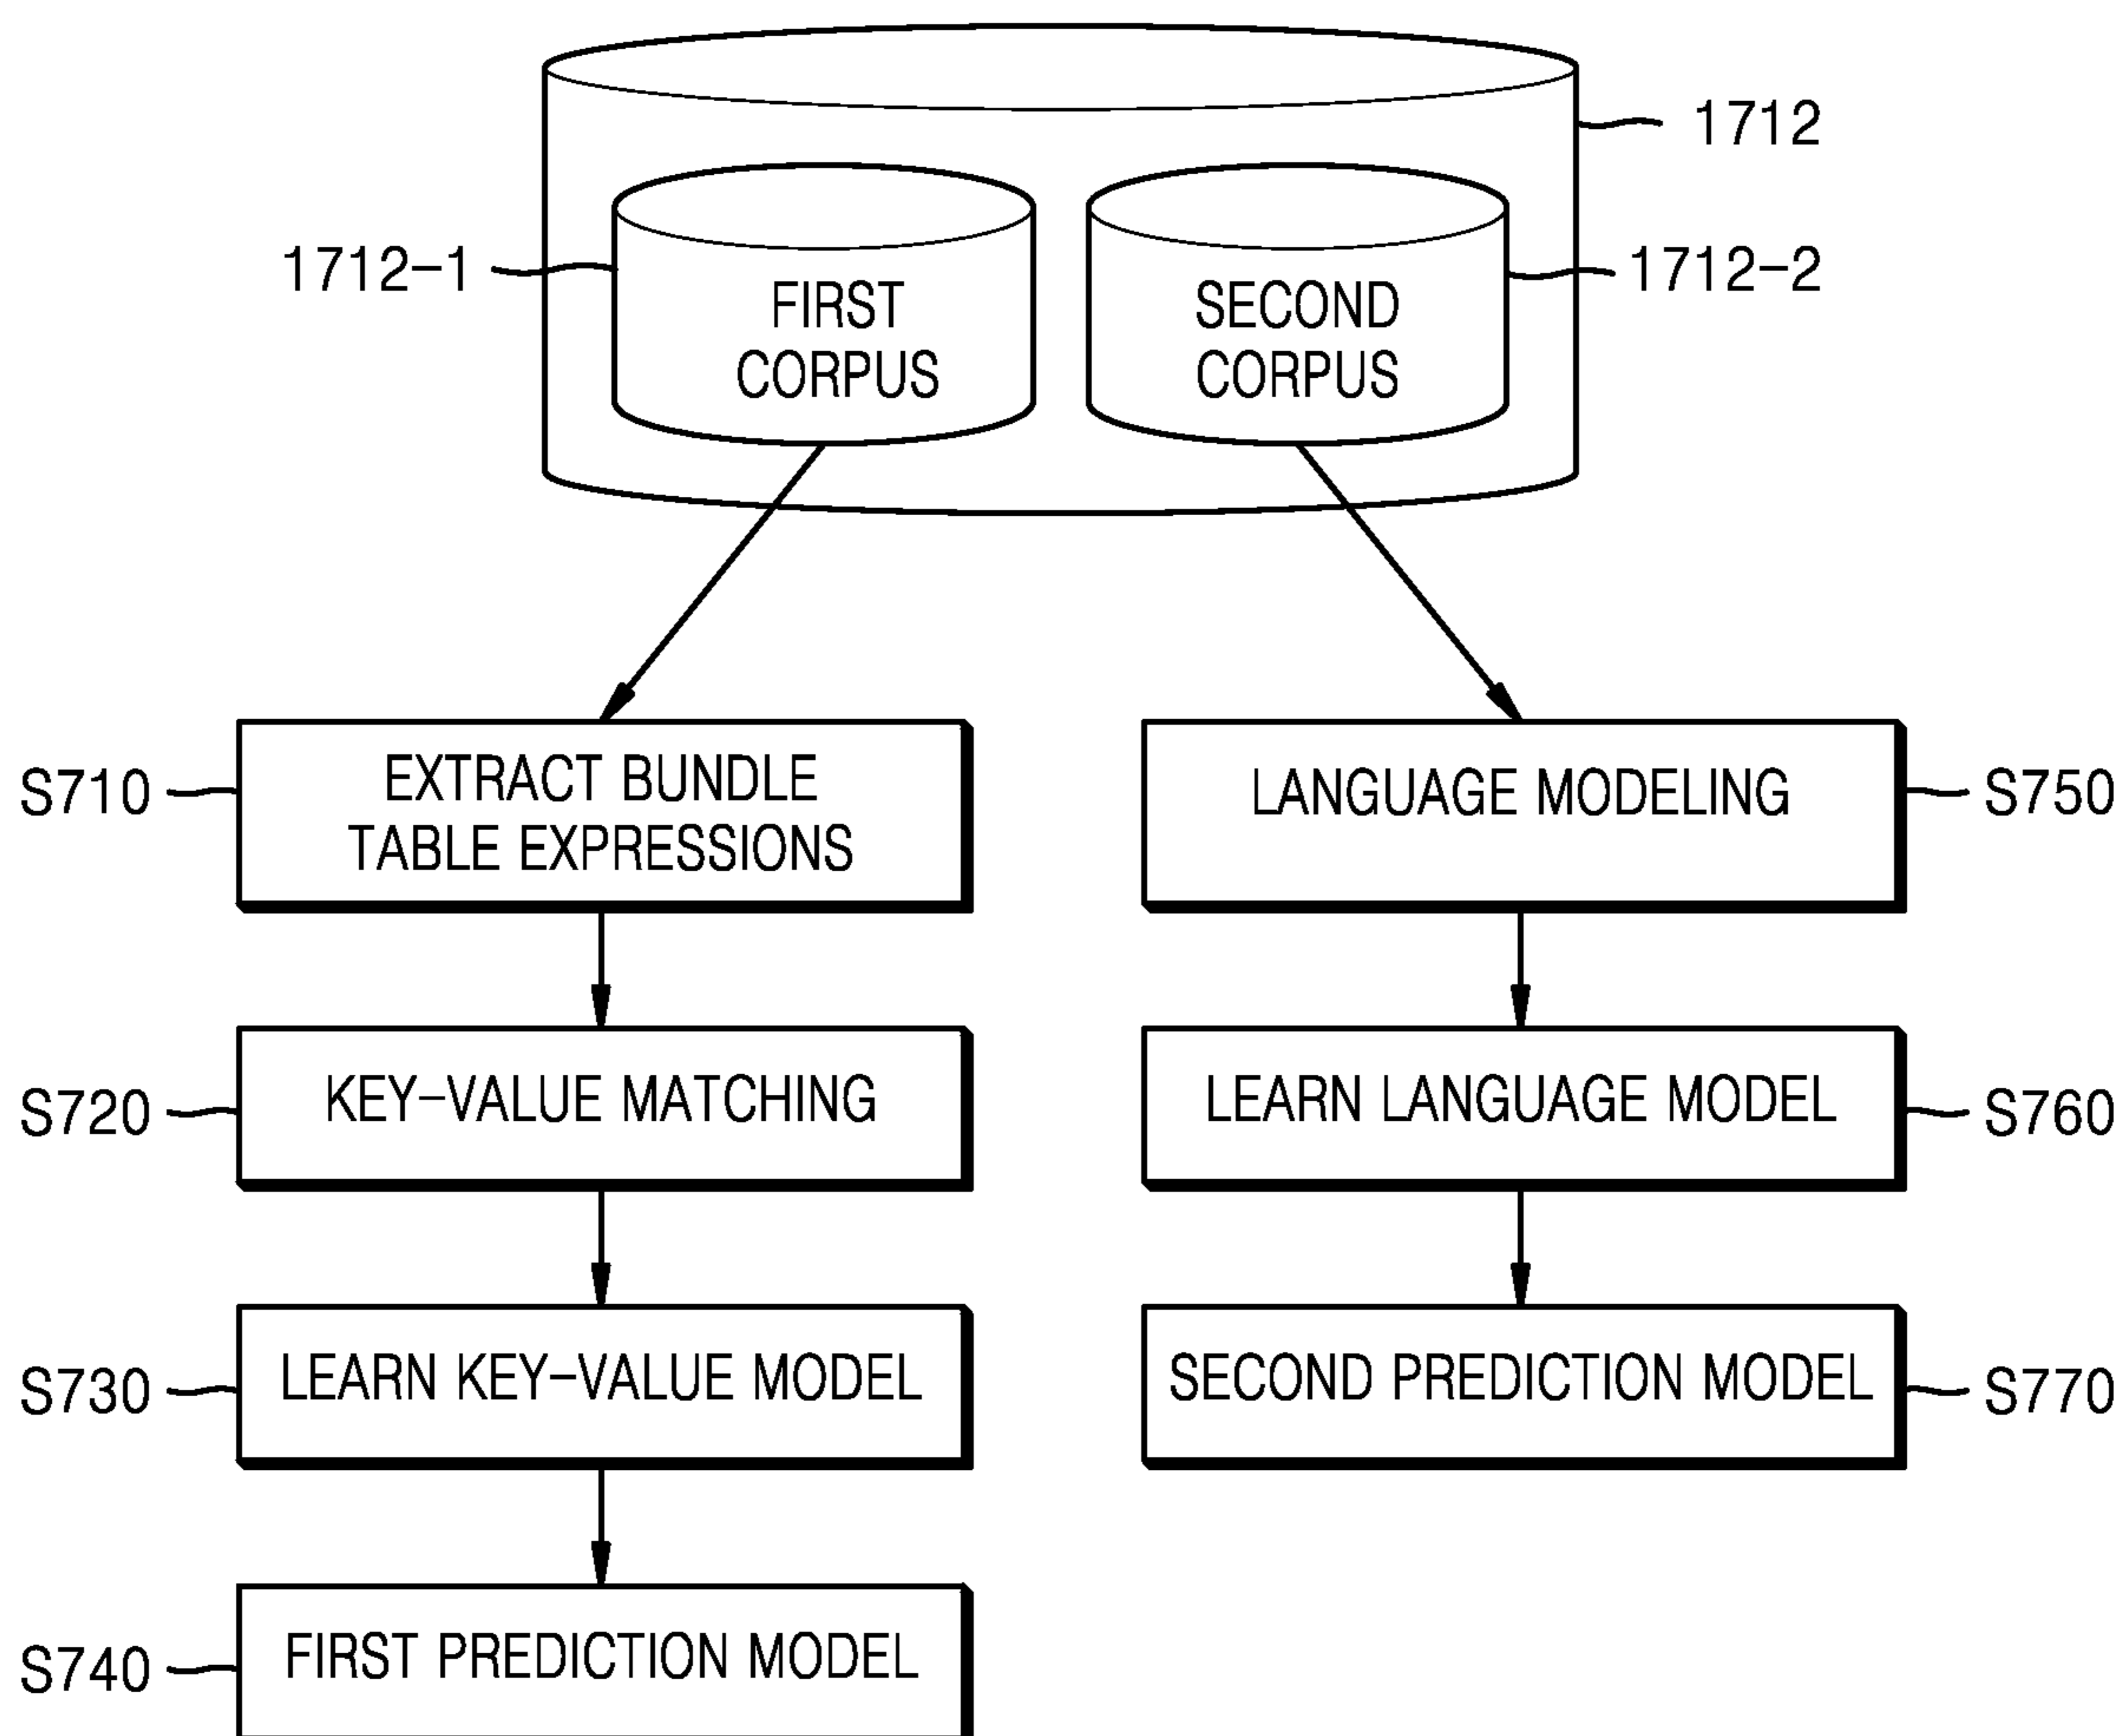 1712
1712-1
FIRST
CORPUS
SECOND
CORPUS
1712-2
S710
EXTRACT BUNDLE
TABLE EXPRESSIONS
LANGUAGE MODELING
S750
S720
KEY-VALUE MATCHING
LEARN LANGUAGE MODEL
S760
S730
LEARN KEY-VALUE MODEL
SECOND PREDICTION MODEL
S770
S740
FIRST PREDICTION MODEL